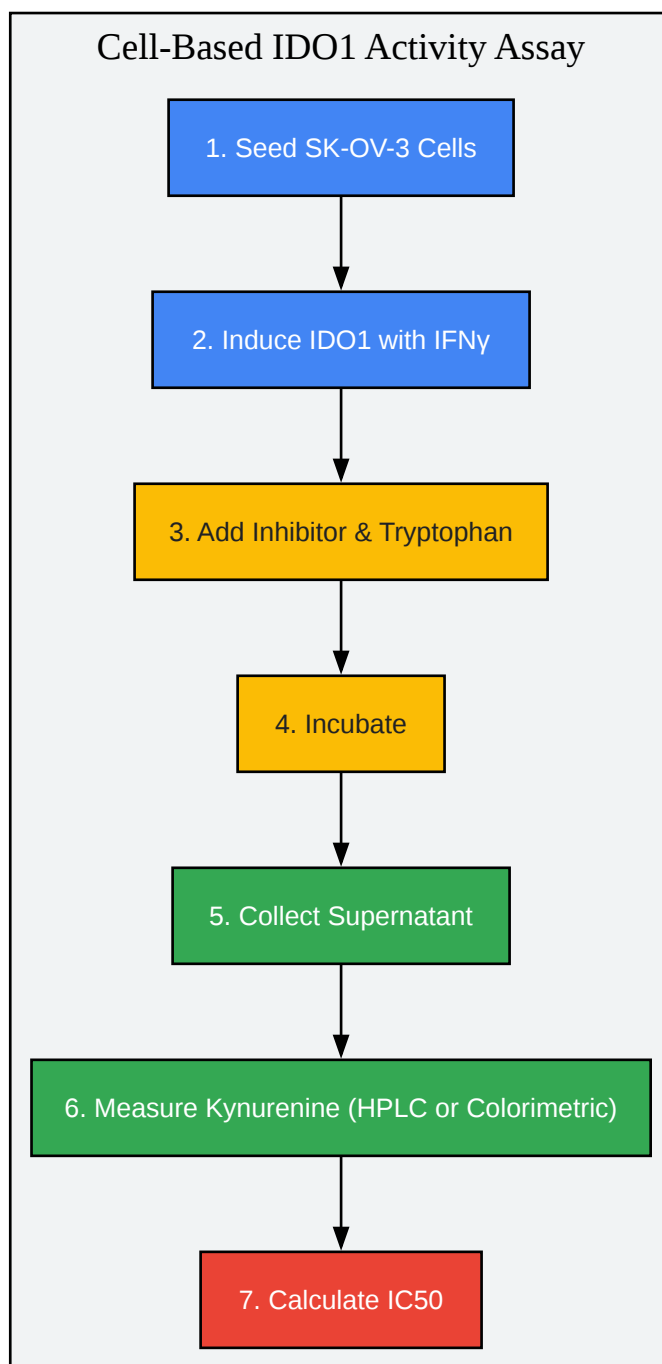 Cell-Based IDO1 Activity Assay
1. Seed SK-OV-3 Cells
2. Induce IDO1 with IFNγ
3. Add Inhibitor & Tryptophan
4. Incubate
5. Collect Supernatant
6. Measure Kynurenine (HPLC or Colorimetric)
7. Calculate IC50